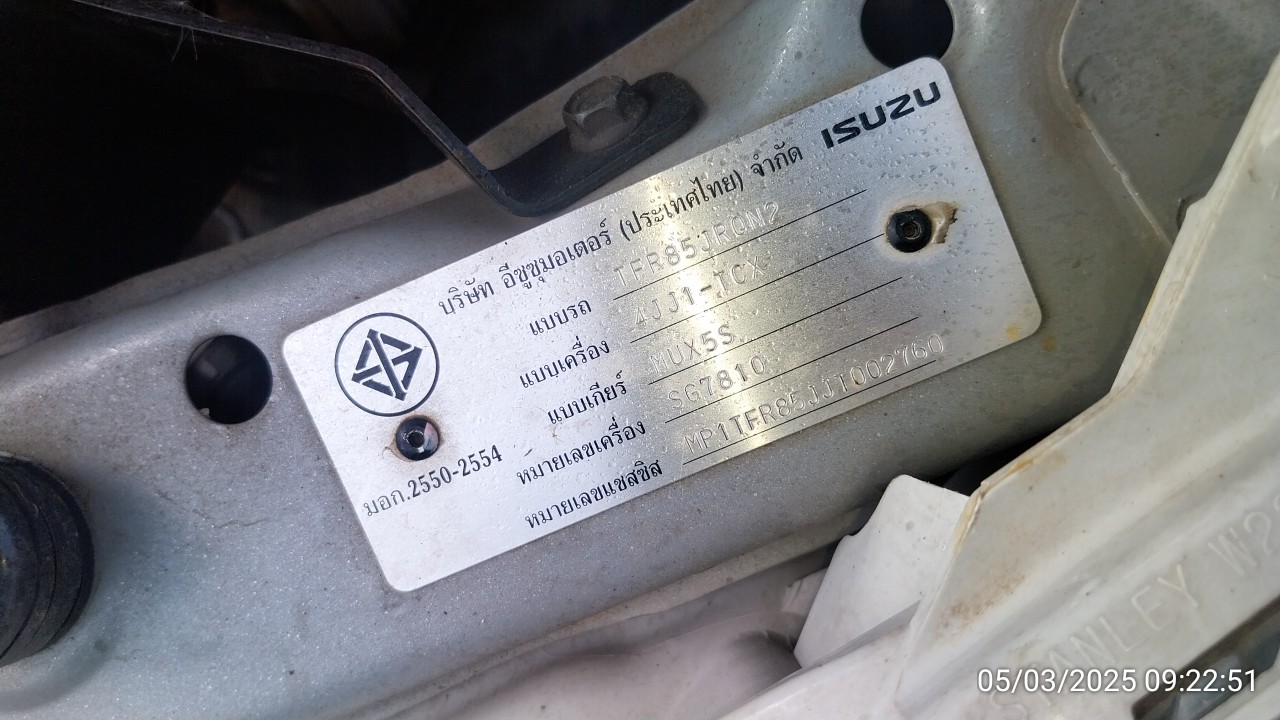 ISUZU
บริษัท อีซูซุมอเตอร์ (ประเทศไทย) จำกัด
แบบรถ TFR85JRQN2
แบบเครื่อง 4JJ1-TCX
แบบเกียร์ MUX5S
หมายเลขเครื่อง SG7810
หมายเลขแชสซิส MP1TFR85JJT002760
มอก.2550-2554
STANLEY W2
05/03/2025 09:22:51